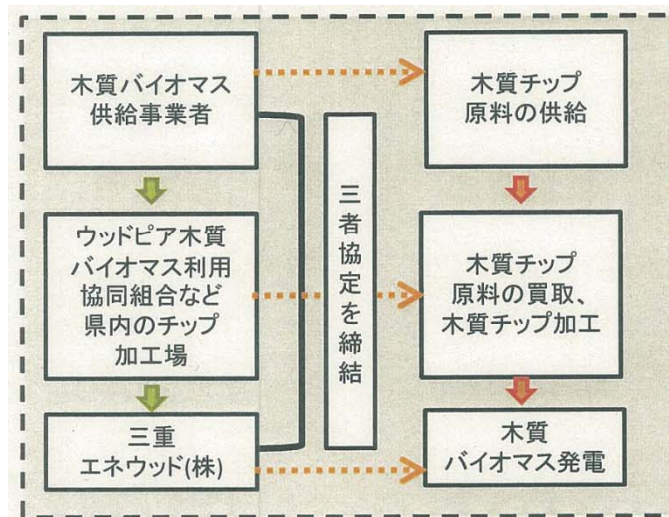 木質バイオマス
供給事業者
木質チップ
原料の供給
三者協定を締結
ウッドピア木質
バイオマス利用
協同組合など
県内のチップ
加工場
木質チップ
原料の買取、
木質チップ加工
三重
エネウッド(株)
木質
バイオマス発電